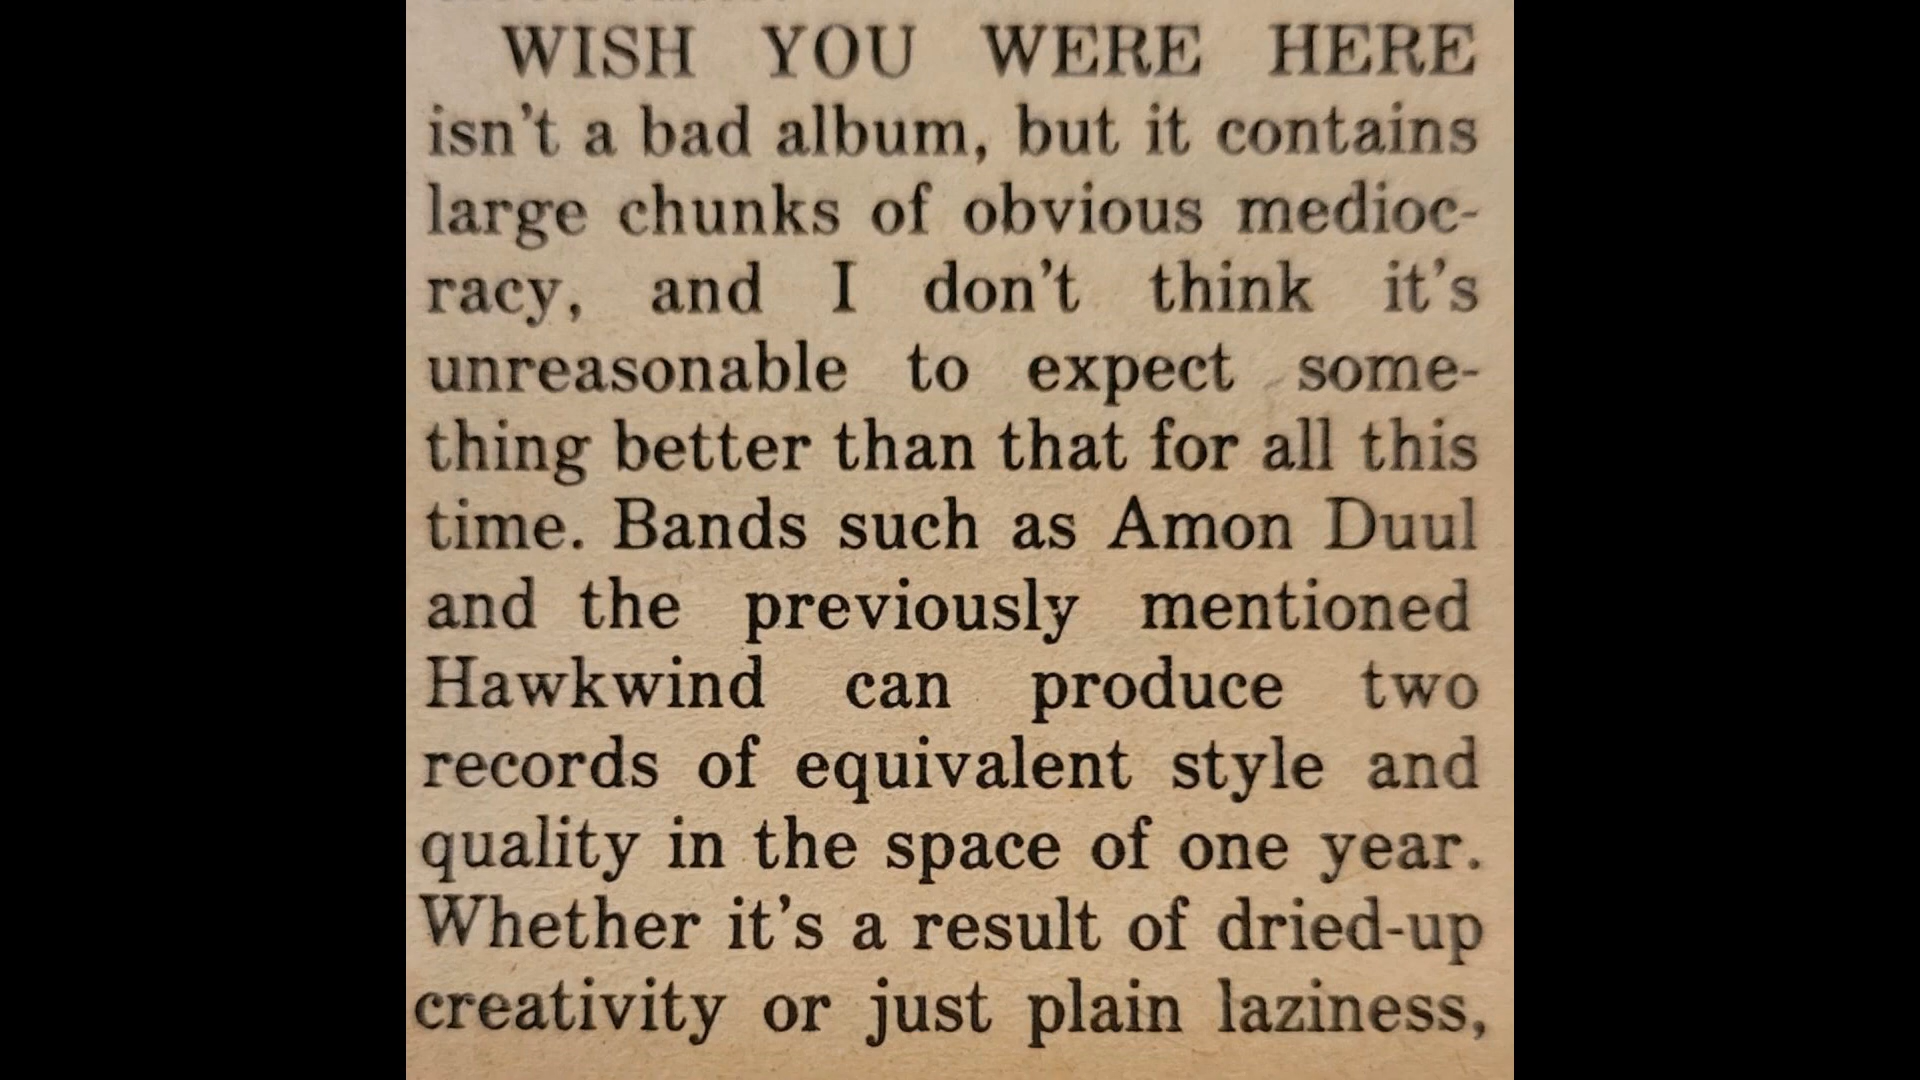 WISH YOU WERE HERE
isn't a bad album, but it contains
large chunks of obvious medioc-
racy, and I don't think it's
unreasonable to expect some-
thing better than that for all this
time. Bands such as Amon Duul
and the previously mentioned
Hawkwind can produce two
records of equivalent style and
quality in the space of one year.
Whether it's a result of dried-up
creativity or just plain laziness,